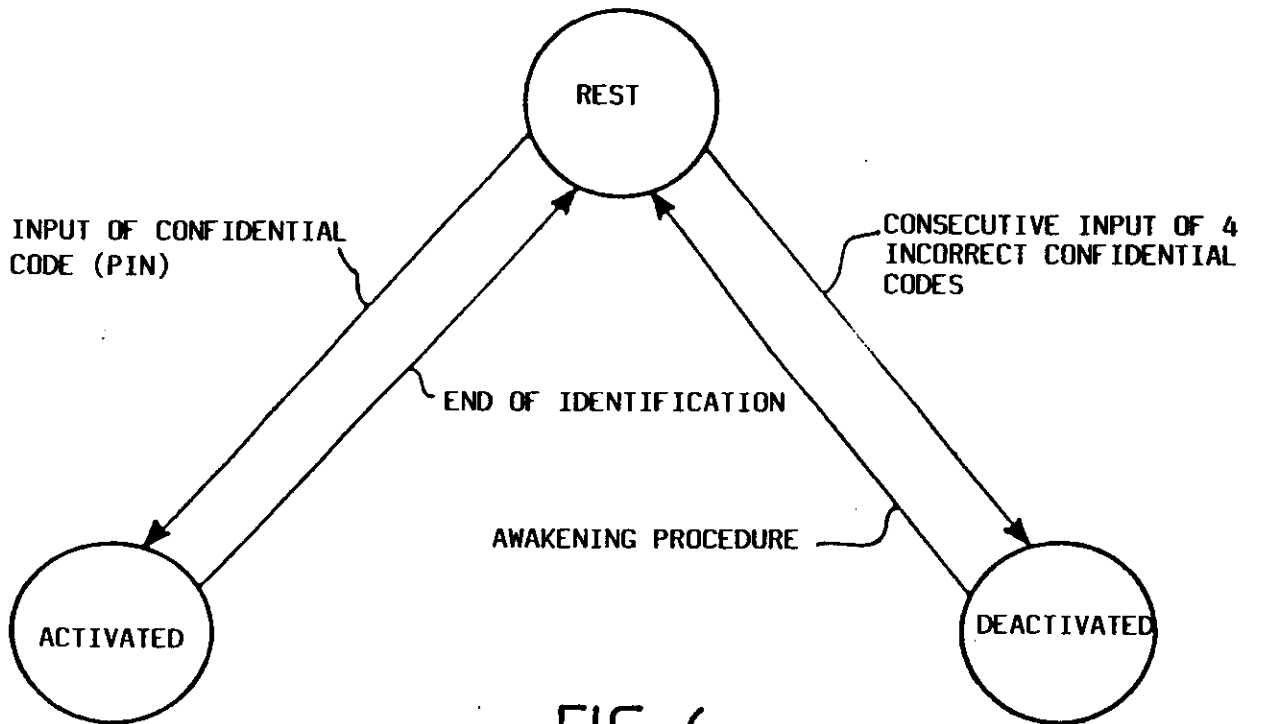 REST
INPUT OF CONFIDENTIAL
CODE (PIN)
CONSECUTIVE INPUT OF 4
INCORRECT CONFIDENTIAL
CODES
END OF IDENTIFICATION
AWAKENING PROCEDURE
ACTIVATED
DEACTIVATED